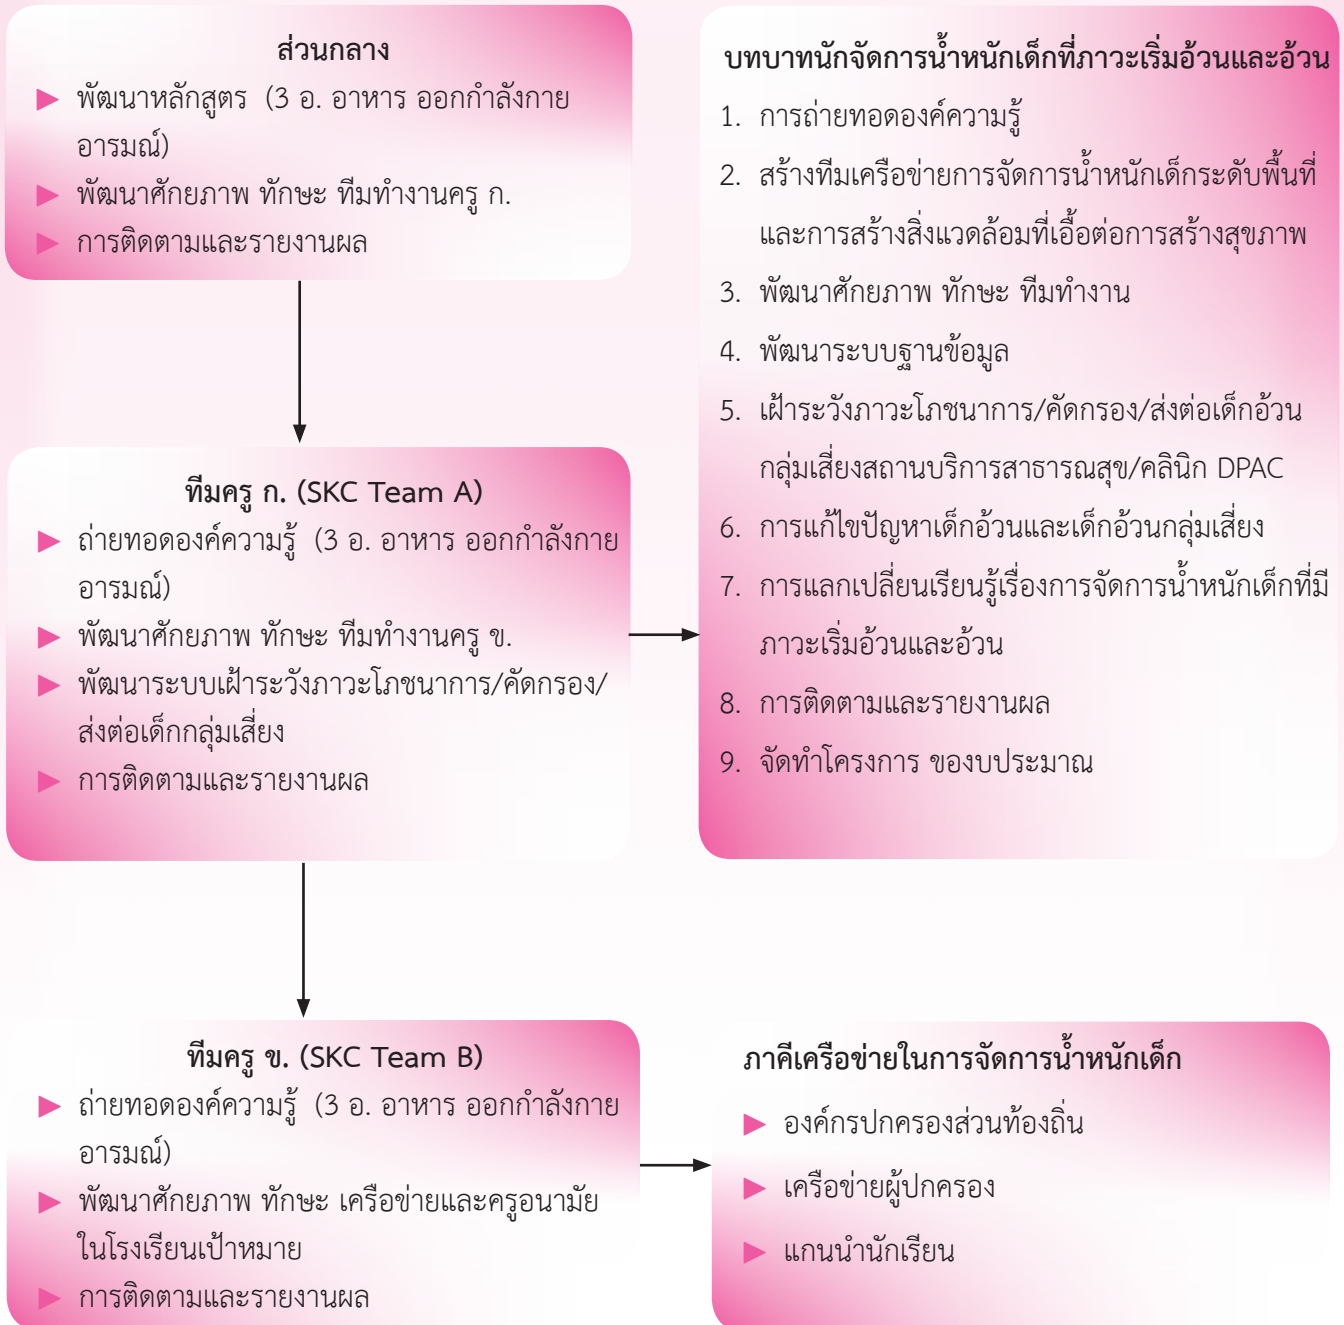 ส่วนกลาง
▶ พัฒนาหลักสูตร (3 อ. อาหาร ออกกำลังกาย
อารมณ์)
▶ พัฒนาศักยภาพ ทักษะ ทีมทำงานครู ก.
▶ การติดตามและรายงานผล
ทีมครู ก. (SKC Team A)
▶ ถ่ายทอดองค์ความรู้ (3 อ. อาหาร ออกกำลังกาย
อารมณ์)
▶ พัฒนาศักยภาพ ทักษะ ทีมทำงานครู ข.
▶ พัฒนาระบบเฝ้าระวังภาวะโภชนาการ/คัดกรอง/
ส่งต่อเด็กกลุ่มเสี่ยง
▶ การติดตามและรายงานผล
บทบาทนักจัดการน้ำหนักเด็กที่ภาวะเริ่มอ้วนและอ้วน
1. การถ่ายทอดองค์ความรู้
2. สร้างทีมเครือข่ายการจัดการน้ำหนักเด็กระดับพื้นที่
และการสร้างสิ่งแวดล้อมที่เอื้อต่อการสร้างสุขภาพ
3. พัฒนาศักยภาพ ทักษะ ทีมทำงาน
4. พัฒนาระบบฐานข้อมูล
5. เฝ้าระวังภาวะโภชนาการ/คัดกรอง/ส่งต่อเด็กอ้วน
กลุ่มเสี่ยงสถานบริการสาธารณสุข/คลินิก DPAC
6. การแก้ไขปัญหาเด็กอ้วนและเด็กอ้วนกลุ่มเสี่ยง
7. การแลกเปลี่ยนเรียนรู้เรื่องการจัดการน้ำหนักเด็กที่มี
ภาวะเริ่มอ้วนและอ้วน
8. การติดตามและรายงานผล
9. จัดทำโครงการ ของบประมาณ
ทีมครู ข. (SKC Team B)
▶ ถ่ายทอดองค์ความรู้ (3 อ. อาหาร ออกกำลังกาย
อารมณ์)
▶ พัฒนาศักยภาพ ทักษะ เครือข่ายและครูอนามัย
ในโรงเรียนเป้าหมาย
▶ การติดตามและรายงานผล
ภาคีเครือข่ายในการจัดการน้ำหนักเด็ก
▶ องค์กรปกครองส่วนท้องถิ่น
▶ เครือข่ายผู้ปกครอง
▶ แกนนำนักเรียน